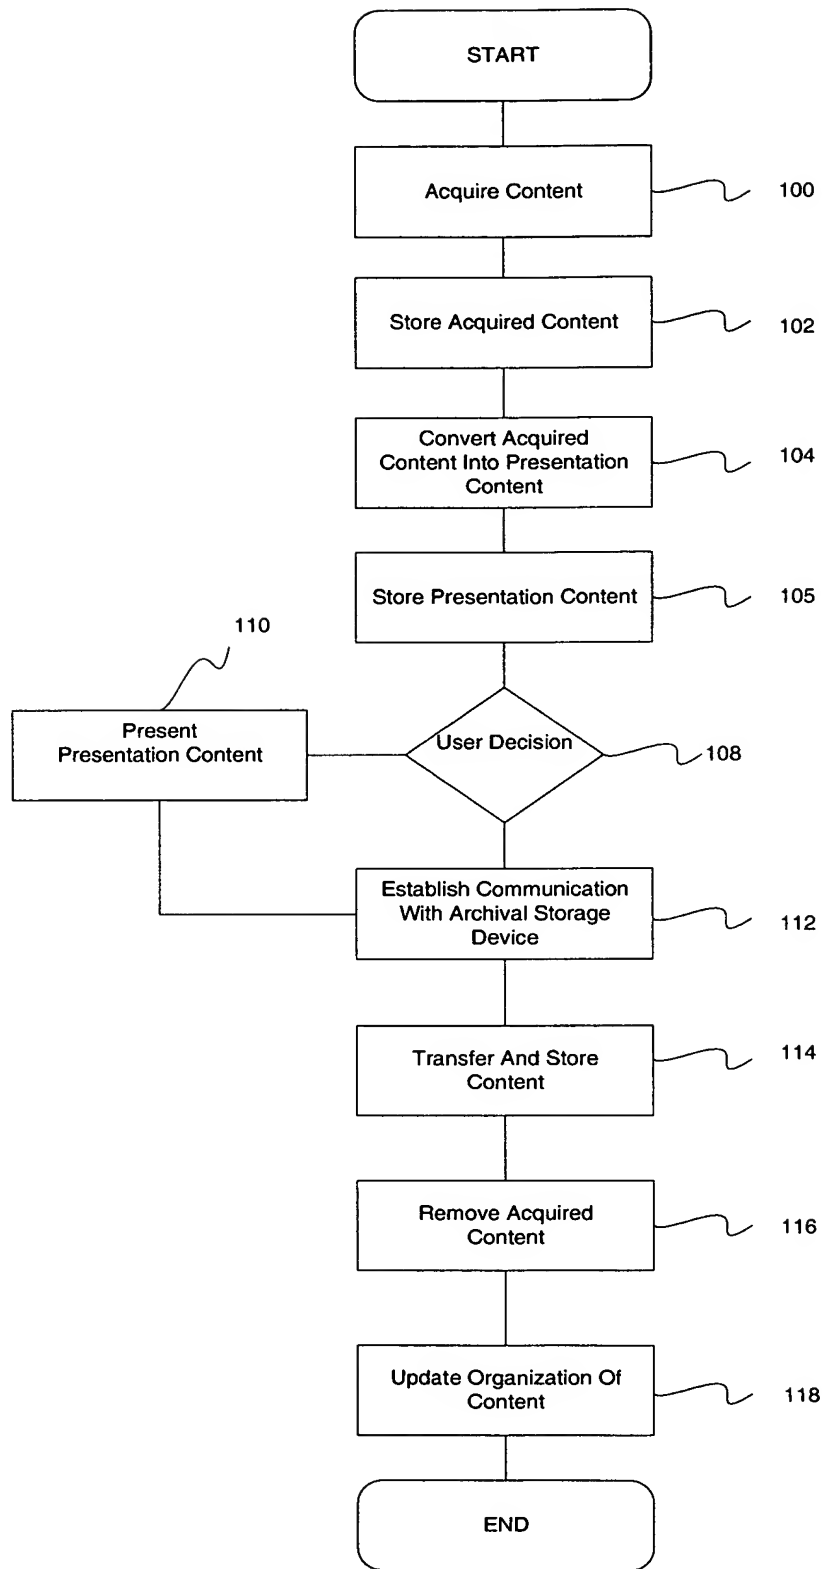 START
Acquire Content
100
Store Acquired Content
102
Convert Acquired
Content Into Presentation
Content
104
Store Presentation Content
105
110
Present
Presentation Content
User Decision
108
Establish Communication
With Archival Storage
Device
112
Transfer And Store
Content
114
Remove Acquired
Content
116
Update Organization Of
Content
118
END